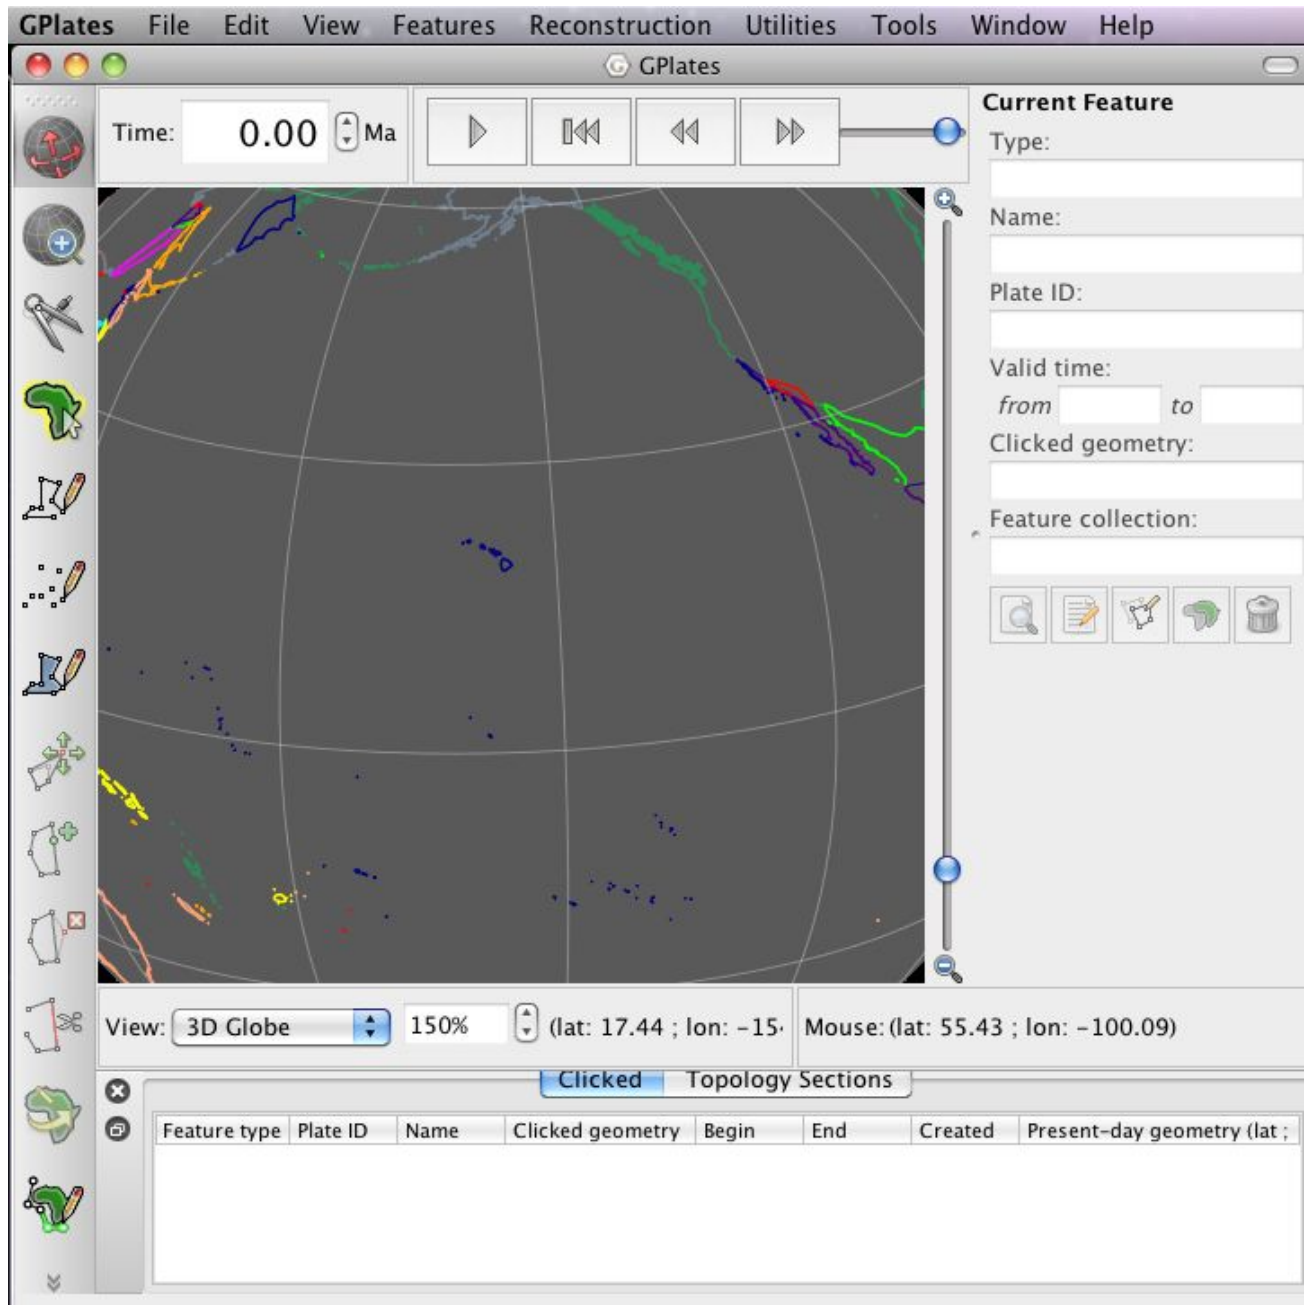 GPlates File Edit View Features Reconstruction Utilities Tools Window Help
GPlates
Time: 0.00 Ma
Current Feature
Type:
Name:
Plate ID:
Valid time:
from to
Clicked geometry:
Feature collection:
View: 3D Globe 150% (lat: 17.44 ; lon: -15 Mouse: (lat: 55.43 ; lon: -100.09)
Clicked Topology Sections
Feature type Plate ID Name Clicked geometry Begin End Created Present-day geometry (lat ;